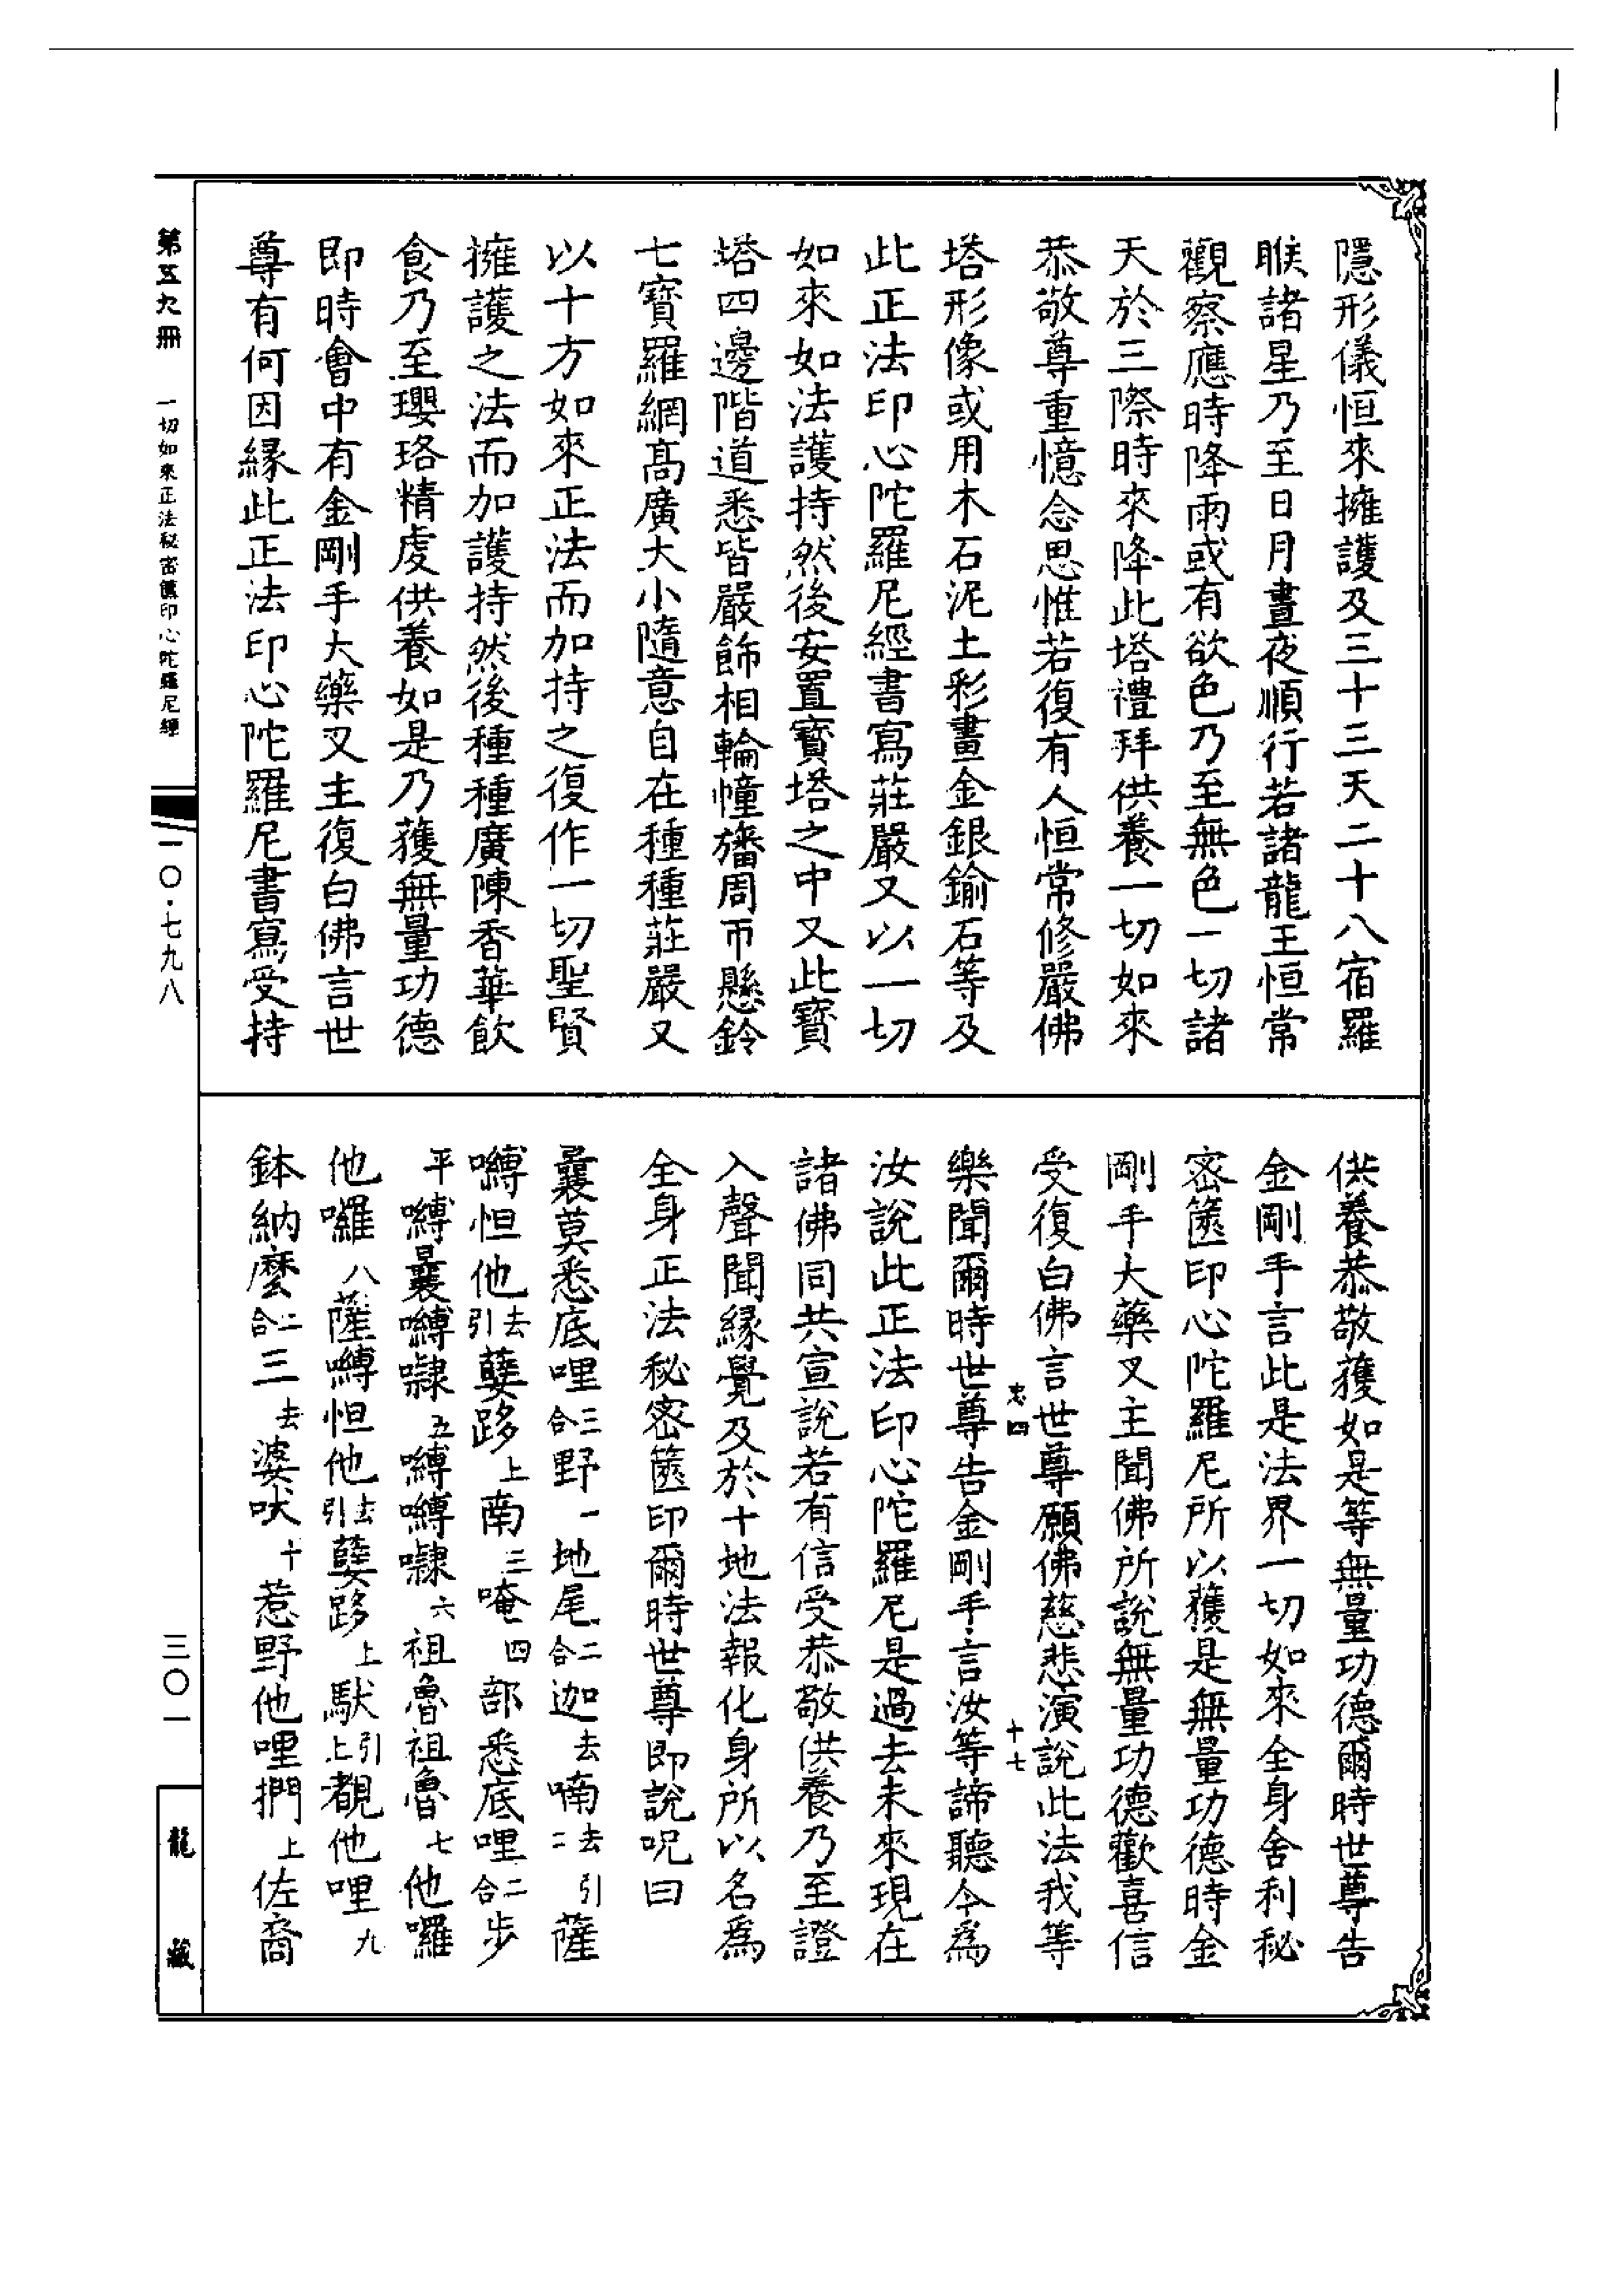 隱形儀恒來擁護及三十三天二十八宿羅
睺諸星乃至日月晝夜順行若諸龍王恒常
觀察應時降雨或有欲色乃至無色一切諸
天於三際時來降此塔禮拜供養一切如來
恭敬尊重憶念思惟若復有人恒常修嚴佛
塔形像或用木石泥土彩畫金銀鍮石等及
此正法印心陀羅尼經書寫莊嚴又以一切
如來如法護持然後安置寶塔之中又此寶
塔四邊階道悉皆嚴飾相輪幢旛周帀懸鈴
七寶羅網高廣大小隨意自在種種莊嚴又
以十方如來正法而加持之復作一切聖賢
擁護之法而加護持然後種種廣陳香華飲
食乃至瓔珞精虔供養如是乃獲無量功德
即時會中有金剛手大藥叉主復白佛言世
尊有何因緣此正法印心陀羅尼書寫受持
供養恭敬獲如是等無量功德爾時世尊告
金剛手言此是法界一切如來全身舍利秘
密篋印心陀羅尼所以獲是無量功德時金
剛手大藥叉主聞佛所說無量功德歡喜信
受復白佛言世尊願佛慈悲演說此法我等
忠四 十七
樂聞爾時世尊告金剛手言汝等諦聽今為
汝說此正法印心陀羅尼是過去未來現在
諸佛同共宣說若有信受恭敬供養乃至證
入聲聞緣覺及於十地法報化身所以名為
全身正法秘密篋印爾時世尊即說呪曰
曩莫悉底哩三合野一地尾二合迦去喃去引二薩
嚩怛他去引孽跢上南三唵四部悉底哩二合步
平嚩曩嚩隸五嚩嚩隸六祖魯祖魯七他囉
他囉八薩嚩怛他去引孽跢上馱引上覩他哩九
鉢納麼二合三去婆吠十惹野他哩捫上佐裔
第五九冊 一切如來正法秘密篋印心陀羅尼經
一〇·七九八
三〇一
龍藏